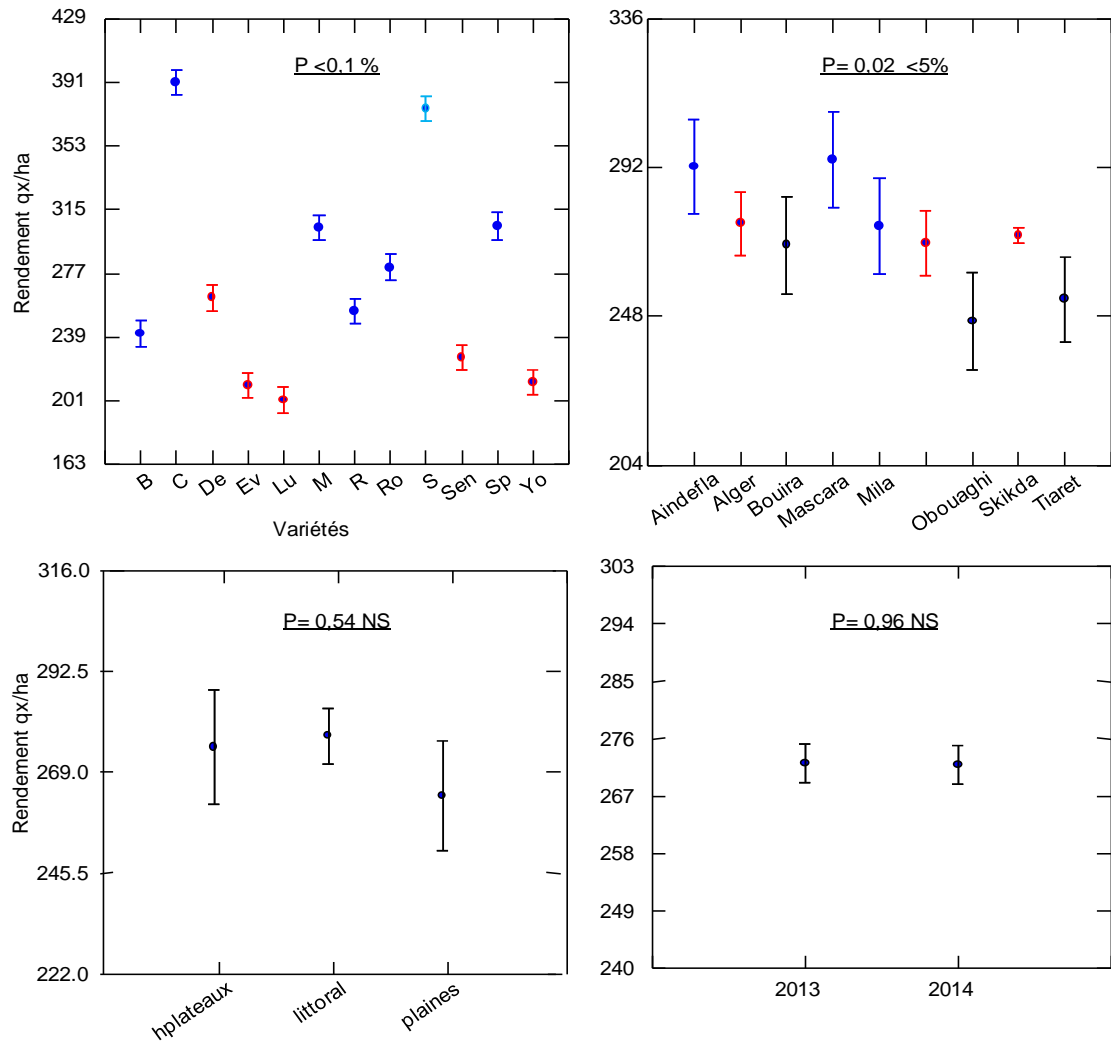 429
391
353
315
277
239
201
163
Rendement qx/ha
P <0,1 %
B
C
De
Ev
Lu
M
R
Ro
S
Sen
Sp
Yo
Variétés
336
292
248
204
P= 0,02 <5%
Aindefla
Alger
Bouira
Mascara
Mila
Obouaghi
Skikda
Tiaret
316.0
292.5
269.0
245.5
222.0
Rendement qx/ha
P= 0,54 NS
hplateaux
littoral
plaines
303
294
285
276
267
258
249
240
P= 0,96 NS
2013
2014